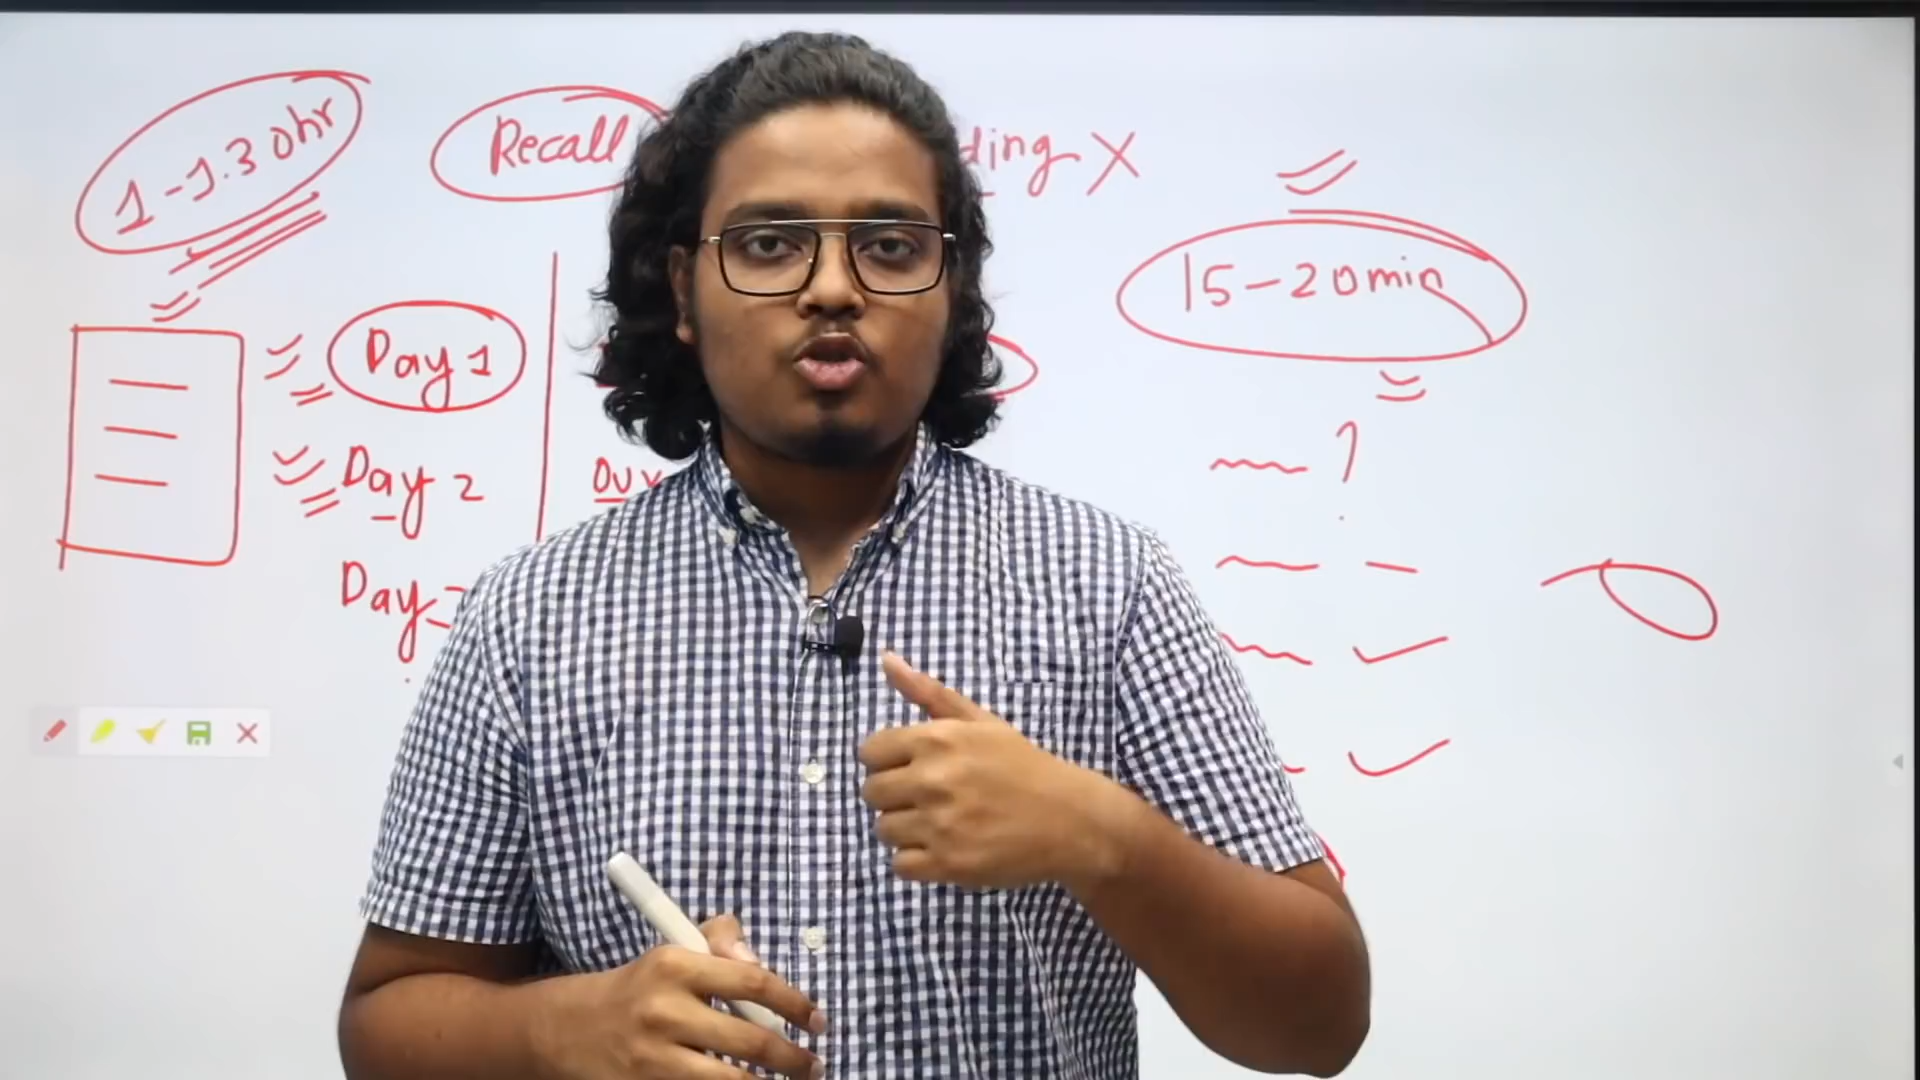 1-1.30hr
Recall
ding X
15-20min
Day 1
Day 2
?
Day